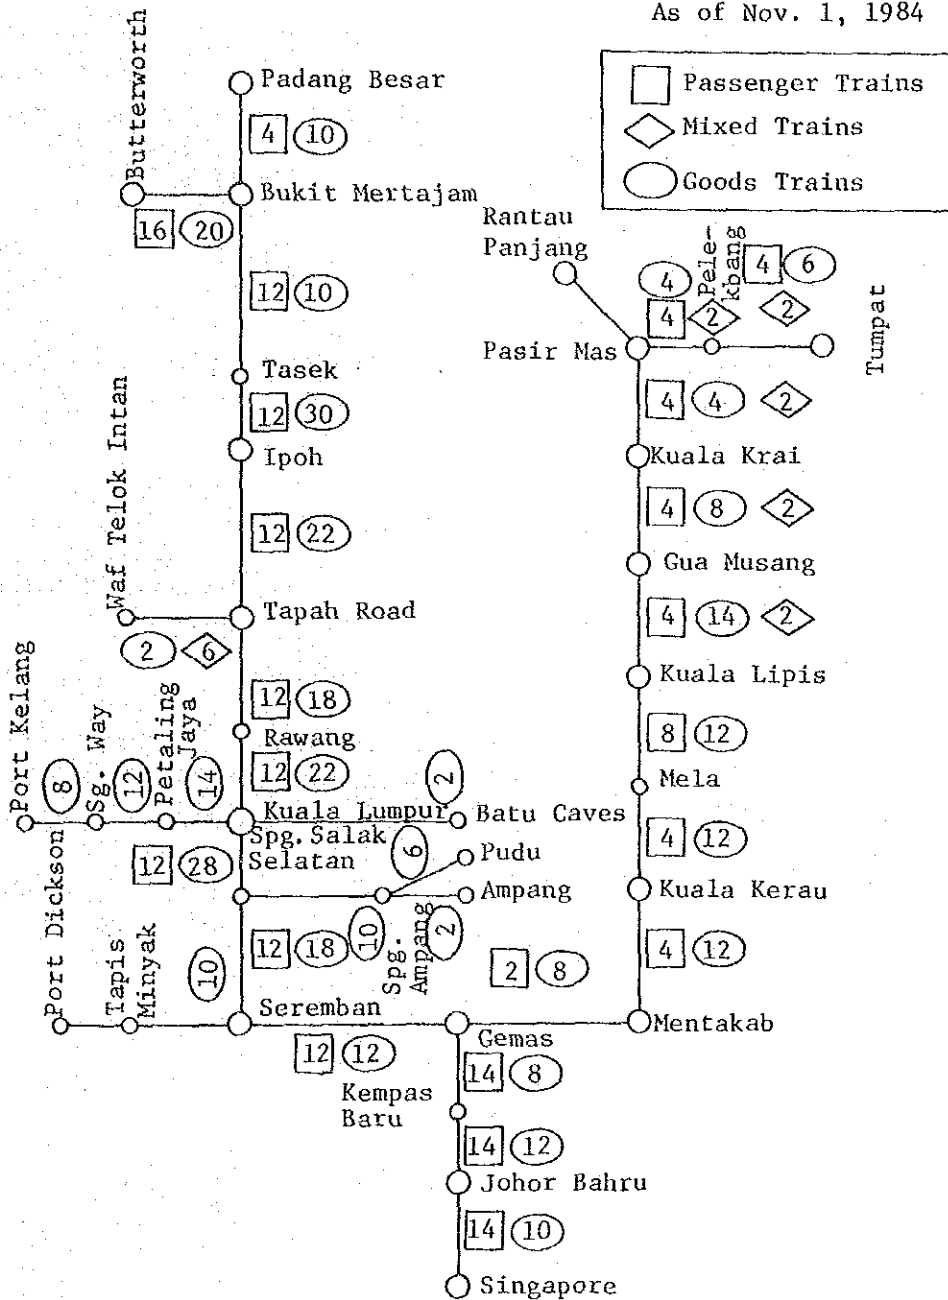 As of Nov. 1, 1984
Passenger Trains
Mixed Trains
Goods Trains
Butterworth
Padang Besar
4 10
Bukit Mertajam
16 20
12 10
Tasek
12 30
Ipoh
12 22
Waf Telok Intan
Tapah Road
2 6
12 18
Rawang
12 22
Port Kelang
8
Sg. Way
12
Petaling
Jaya
14
Kuala Lumpur
2
Batu Caves
Spg. Salak
Selatan
12 28
6
Pudu
Ampang
10
Spg.
Ampang
2
12 18
Port Dickson
Tapis
Minyak
10
Seremban
12 12
Gemas
2 8
Mentakab
14 8
Kempas
Baru
14 12
Johor Bahru
14 10
Singapore
Rantau
Panjang
Pasir Mas
4
4 2
Pele-
kbang
4 6
2
Tumpat
4 4 2
Kuala Krai
4 8 2
Gua Musang
4 14 2
Kuala Lipis
8 12
Mela
4 12
Kuala Kerau
4 12